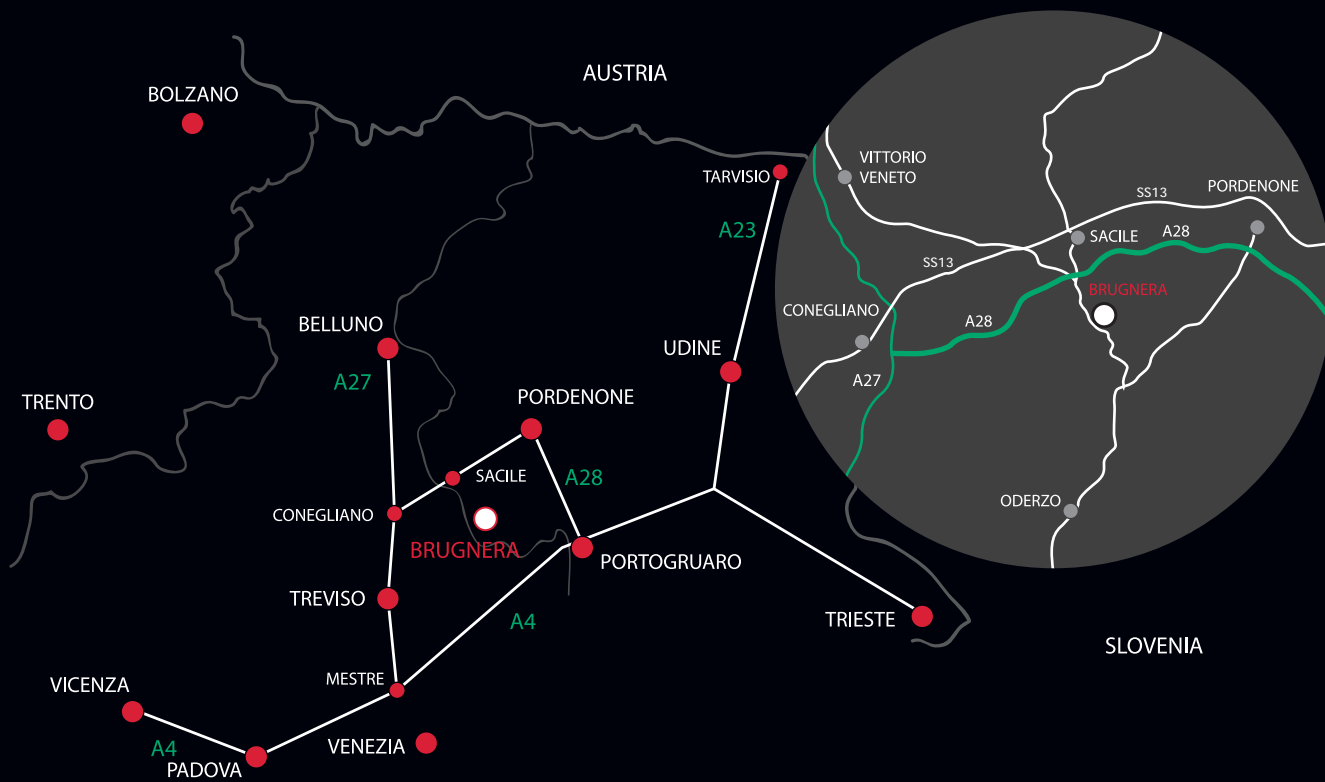 AUSTRIA
BOLZANO
TARVISIO
A23
BELLUNO
A27
UDINE
TRENTO
PORDENONE
SACILE
A28
CONEGLIANO
BRUGNERA
PORTOGRUARO
TREVISO
A4
TRIESTE
SLOVENIA
MESTRE
VICENZA
A4
VENEZIA
PADOVA
VITTORIO
VENETO
SS13
PORDENONE
SACILE
A28
SS13
BRUGNERA
CONEGLIANO
A28
A27
ODERZO